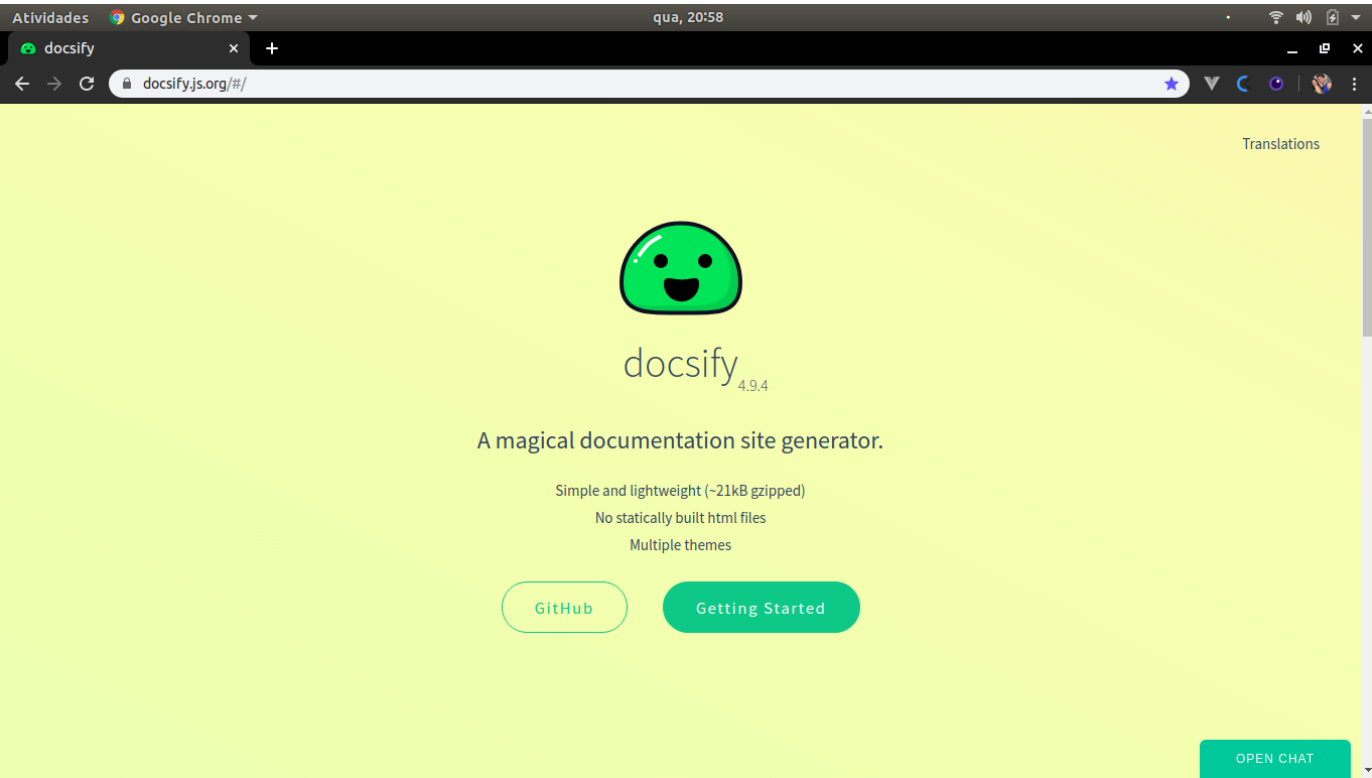 Atividades Google Chrome qua, 20:58
docsify
docsify.js.org/#/
Translations
docsify 4.9.4
A magical documentation site generator.
Simple and lightweight (~21kB gzipped)
No statically built html files
Multiple themes
GitHub Getting Started
OPEN CHAT